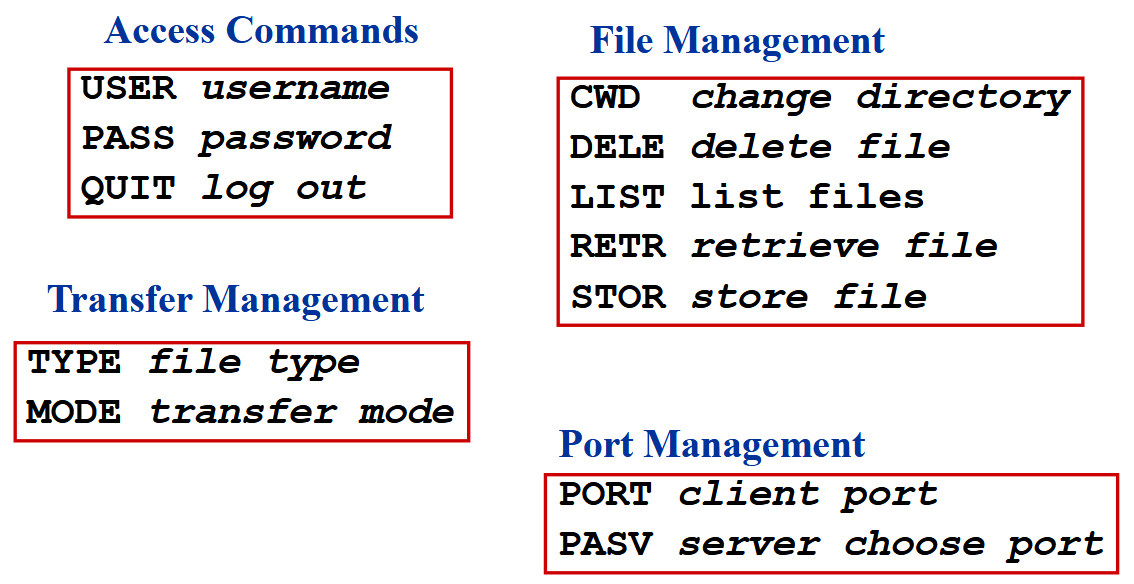 Access Commands
USER username
PASS password
QUIT log out
Transfer Management
TYPE file type
MODE transfer mode
File Management
CWD change directory
DELE delete file
LIST list files
RETR retrieve file
STOR store file
Port Management
PORT client port
PASV server choose port